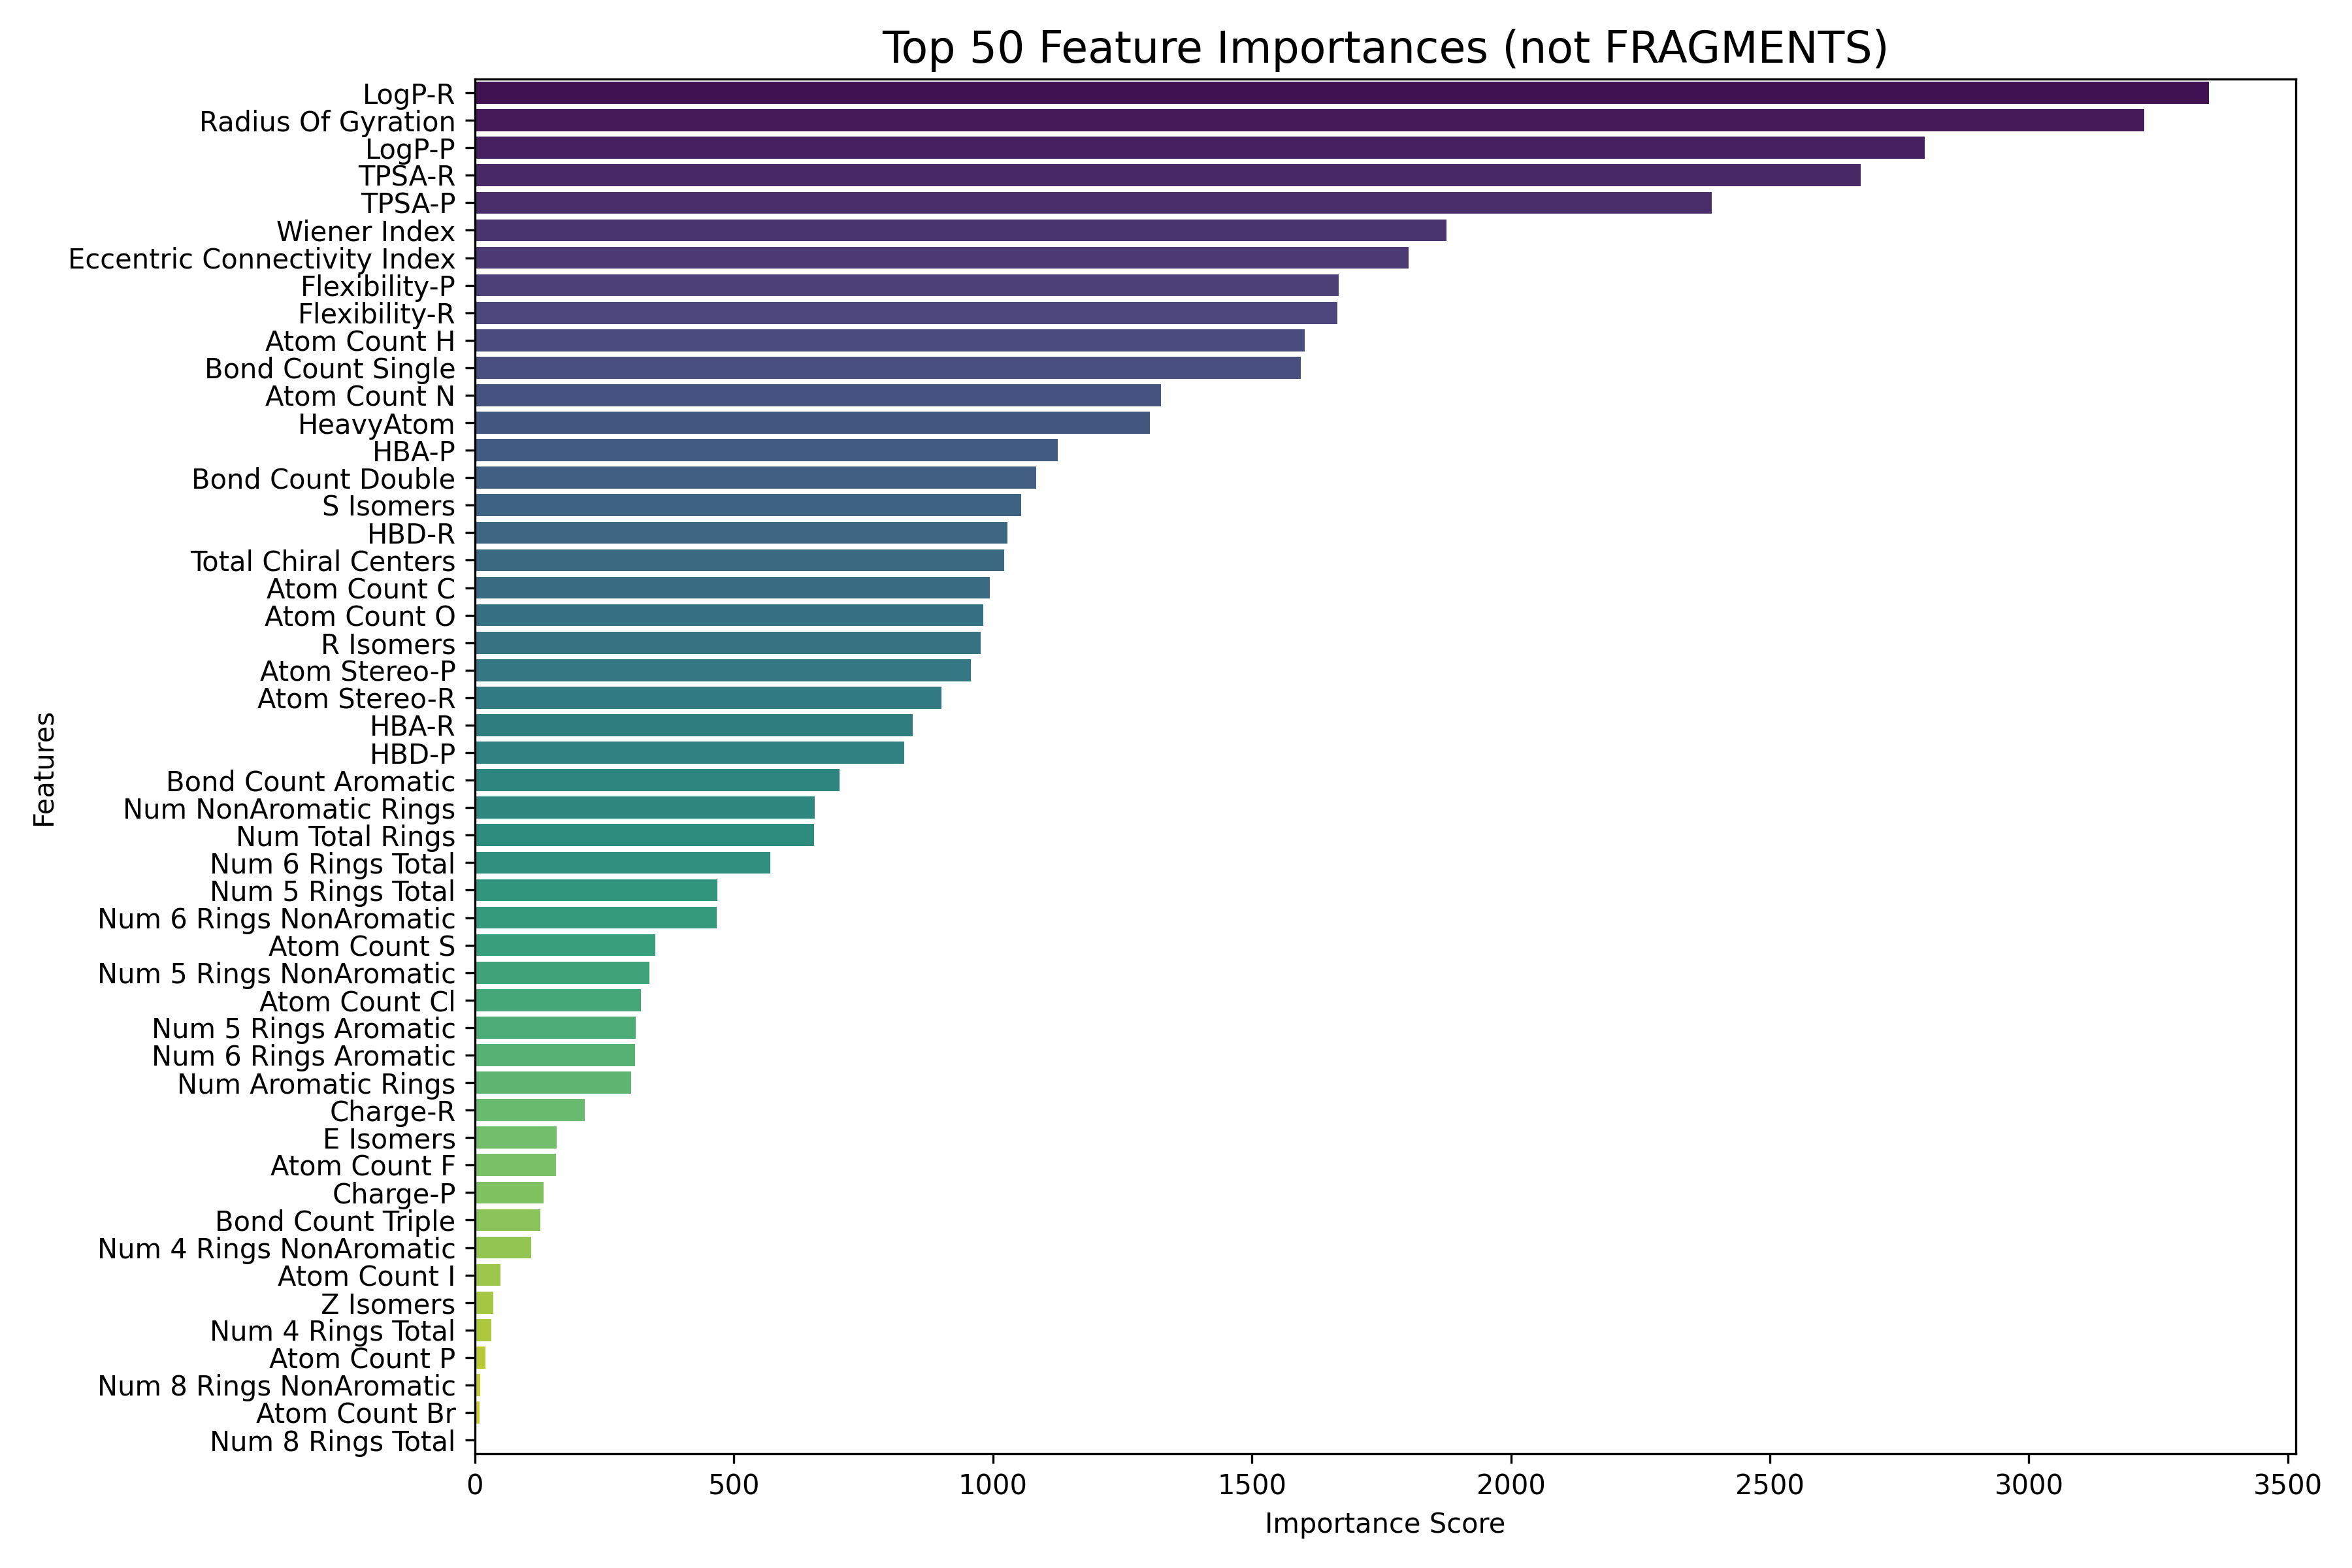 Top 50 Feature Importances (not FRAGMENTS)
LogP-R
Radius Of Gyration
LogP-P
TPSA-R
TPSA-P
Wiener Index
Eccentric Connectivity Index
Flexibility-P
Flexibility-R
Atom Count H
Bond Count Single
Atom Count N
HeavyAtom
HBA-P
Bond Count Double
S Isomers
HBD-R
Total Chiral Centers
Atom Count C
Atom Count O
R Isomers
Atom Stereo-P
Atom Stereo-R
HBA-R
HBD-P
Bond Count Aromatic
Num NonAromatic Rings
Num Total Rings
Num 6 Rings Total
Num 5 Rings Total
Num 6 Rings NonAromatic
Atom Count S
Num 5 Rings NonAromatic
Atom Count Cl
Num 5 Rings Aromatic
Num 6 Rings Aromatic
Num Aromatic Rings
Charge-R
E Isomers
Atom Count F
Charge-P
Bond Count Triple
Num 4 Rings NonAromatic
Atom Count I
Z Isomers
Num 4 Rings Total
Atom Count P
Num 8 Rings NonAromatic
Atom Count Br
Num 8 Rings Total
Features
0 500 1000 1500 2000 2500 3000 3500
Importance Score